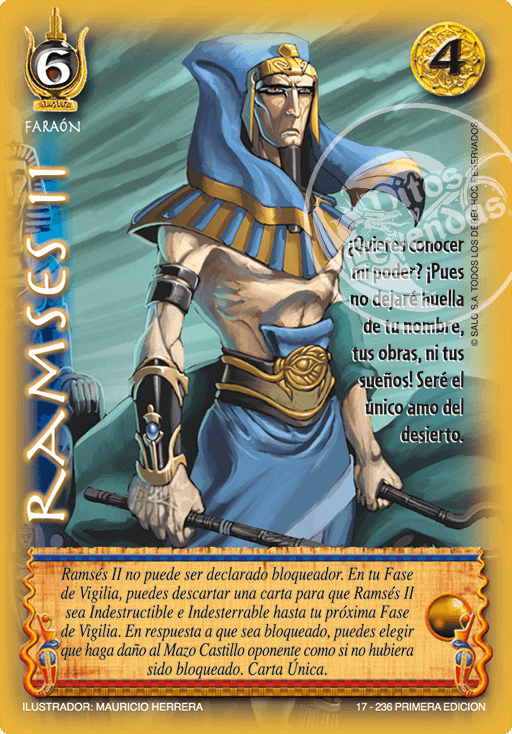 6
4
FARAÓN
RAMSES II
Mitos
Leyendas
© SALO S.A. TODOS LOS DERECHOS RESERVADOS
¡Quieres conocer
mi poder? ¡Pues
no dejaré huella
de tu nombre,
tus obras, ni tus
sueños! Seré el
único amo del
desierto.
Ramsés II no puede ser declarado bloqueador. En tu Fase
de Vigilia, puedes descartar una carta para que Ramsés II
sea Indestructible e Indesterrable hasta tu próxima Fase
de Vigilia. En respuesta a que sea bloqueado, puedes elegir
que haga daño al Mazo Castillo oponente como si no hubiera
sido bloqueado. Carta Única.
ILUSTRADOR: MAURICIO HERRERA
17 - 236 PRIMERA EDICION